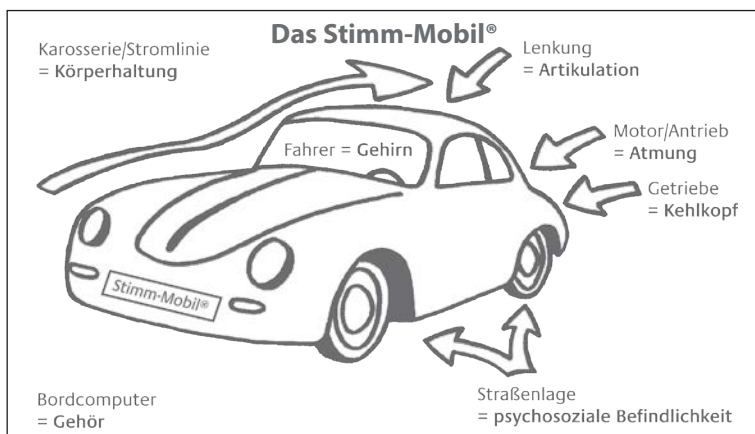 Das Stimm-Mobil®
Karosserie/Stromlinie
= Körperhaltung
Lenkung
= Artikulation
Fahrer = Gehirn
Motor/Antrieb
= Atmung
Getriebe
= Kehlkopf
Stimm-Mobil®
Bordcomputer
= Gehör
Straßenlage
= psychosoziale Befindlichkeit